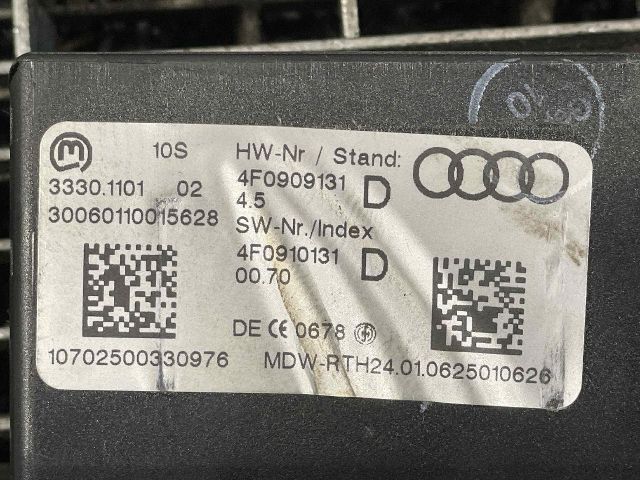 m 10S
3330.1101 02
30060110015628
HW-Nr / Stand:
4F0909131 D
4.5
SW-Nr./Index
4F0910131 D
00.70
DE CE 0678
10702500330976
MDW-RTH24.01.0625010626